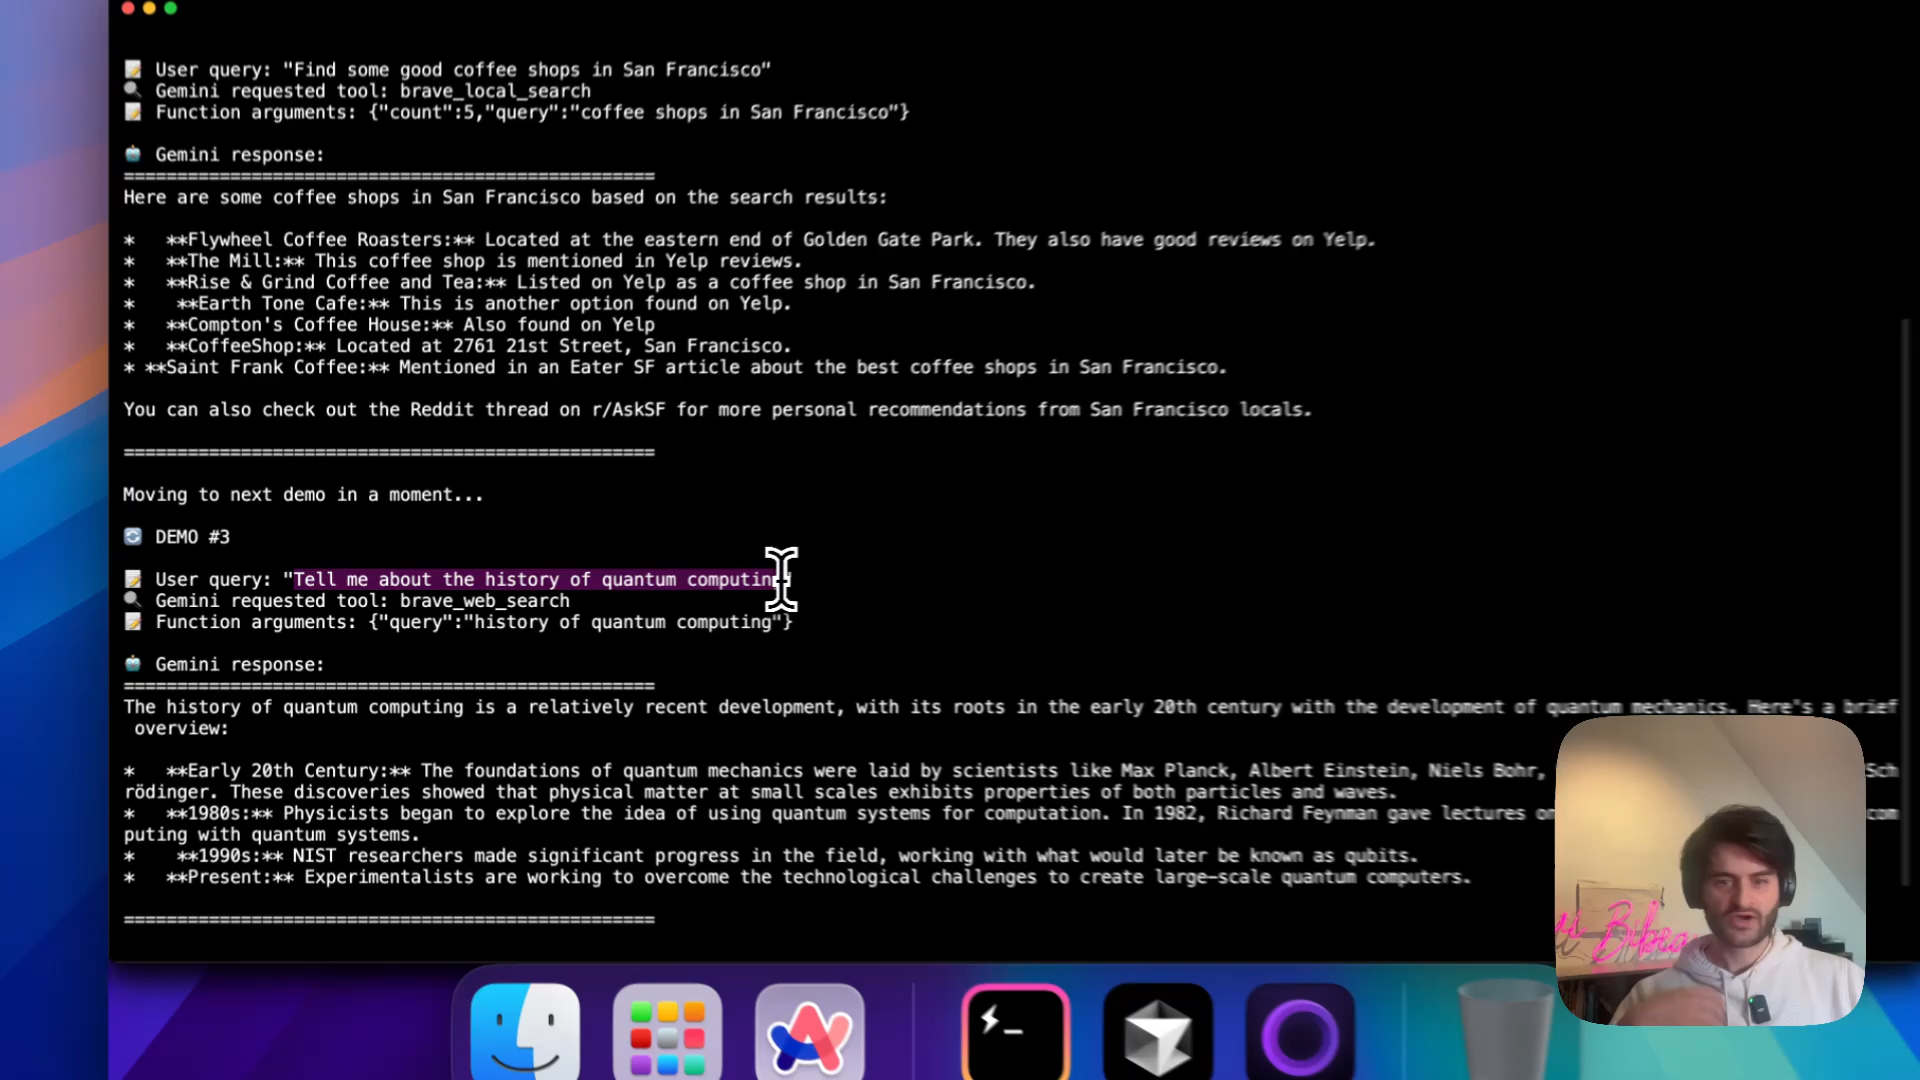 User query: "Find some good coffee shops in San Francisco"
Gemini requested tool: brave_local_search
Function arguments: {"count":5,"query":"coffee shops in San Francisco"}
Gemini response:
==================================================
Here are some coffee shops in San Francisco based on the search results:
*   **Flywheel Coffee Roasters:** Located at the eastern end of Golden Gate Park. They also have good reviews on Yelp.
*   **The Mill:** This coffee shop is mentioned in Yelp reviews.
*   **Rise & Grind Coffee and Tea:** Listed on Yelp as a coffee shop in San Francisco.
*    **Earth Tone Cafe:** This is another option found on Yelp.
*   **Compton's Coffee House:** Also found on Yelp
*   **CoffeeShop:** Located at 2761 21st Street, San Francisco.
* **Saint Frank Coffee:** Mentioned in an Eater SF article about the best coffee shops in San Francisco.
You can also check out the Reddit thread on r/AskSF for more personal recommendations from San Francisco locals.
==================================================
Moving to next demo in a moment...
DEMO #3
User query: "Tell me about the history of quantum computing"
Gemini requested tool: brave_web_search
Function arguments: {"query":"history of quantum computing"}
Gemini response:
==================================================
The history of quantum computing is a relatively recent development, with its roots in the early 20th century with the development of quantum mechanics. Here's a brief
overview:
*   **Early 20th Century:** The foundations of quantum mechanics were laid by scientists like Max Planck, Albert Einstein, Niels Bohr, Sch
rödinger. These discoveries showed that physical matter at small scales exhibits properties of both particles and waves.
*   **1980s:** Physicists began to explore the idea of using quantum systems for computation. In 1982, Richard Feynman gave lectures on com
puting with quantum systems.
*    **1990s:** NIST researchers made significant progress in the field, working with what would later be known as qubits.
*   **Present:** Experimentalists are working to overcome the technological challenges to create large-scale quantum computers.
==================================================